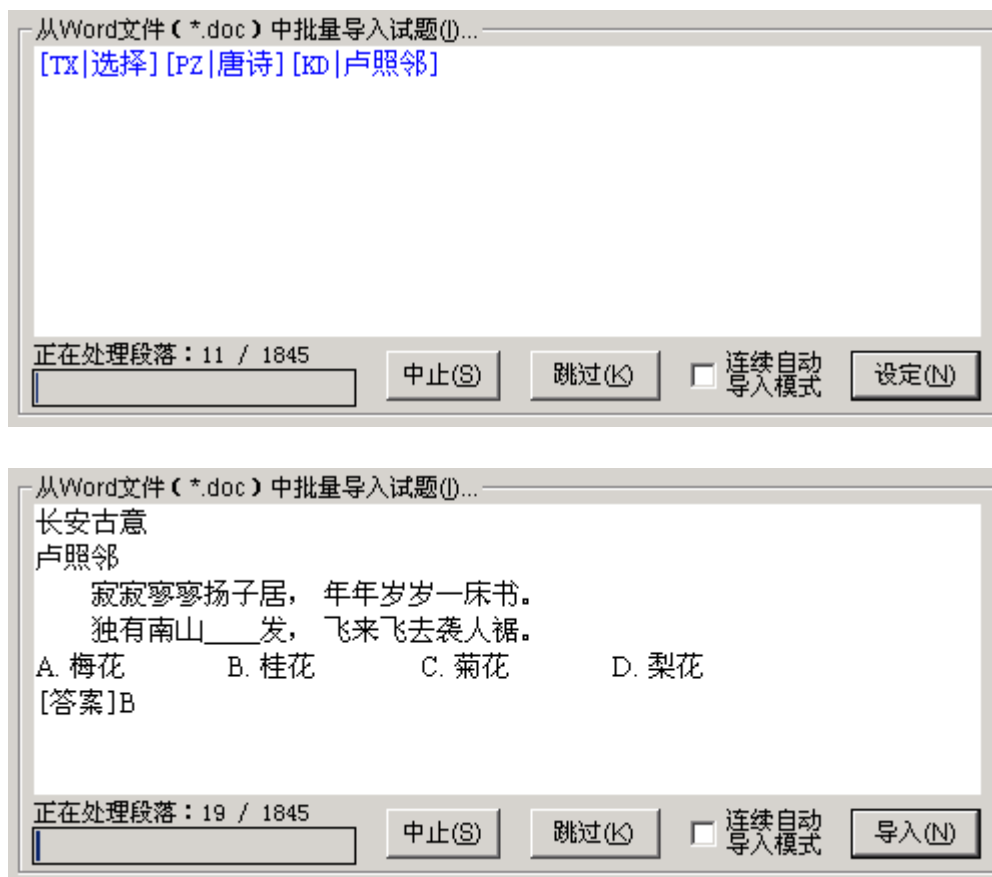 从Word文件（*.doc）中批量导入试题(I)...
[TX|选择][PZ|唐诗][KD|卢照邻]
正在处理段落：11 / 1845
中止(S)
跳过(K)
连续自动
导入模式
设定(N)
从Word文件（*.doc）中批量导入试题(I)...
长安古意
卢照邻
寂寂寥寥扬子居， 年年岁岁一床书。
独有南山____发， 飞来飞去袭人裾。
A. 梅花 B. 桂花 C. 菊花 D. 梨花
[答案]B
正在处理段落：19 / 1845
中止(S)
跳过(K)
连续自动
导入模式
导入(N)